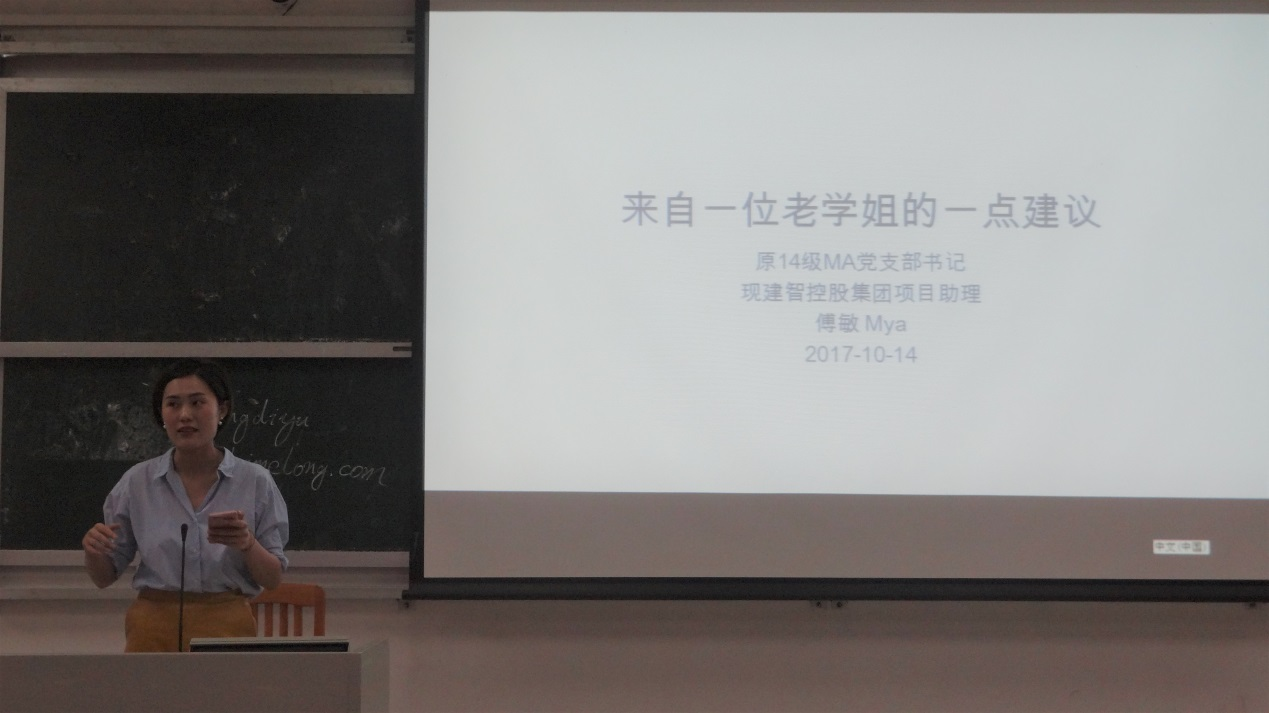 来自一位老学姐的一点建议
原14级MA党支部书记
现建智控股集团项目助理
傅敏 Mya
2017-10-14
中文(中国)